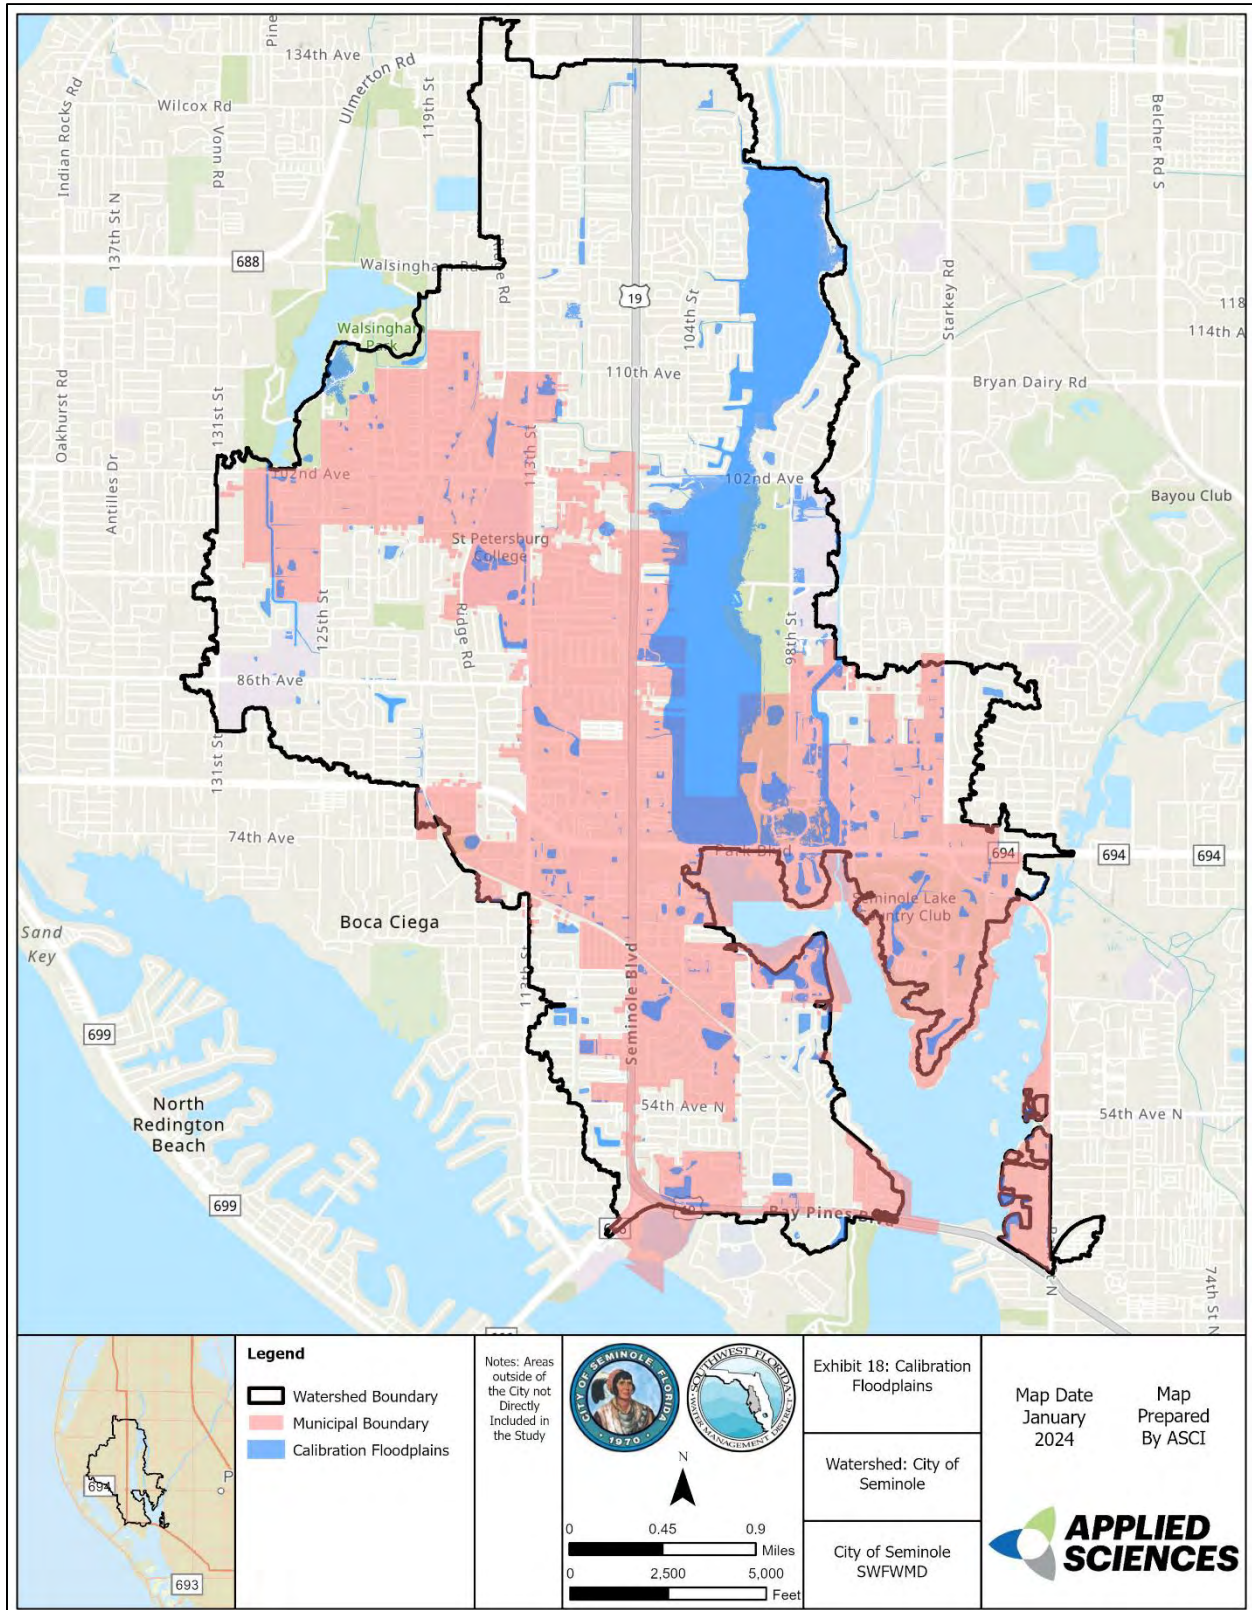 Pine
134th Ave
Ulmerton Rd
Wilcox Rd
119th St
Indian Rocks Rd
Vonn Rd
Belcher Rd S
137th St N
688
Walsingham Rd
Rd
19
Starkey Rd
118
114th A
104th St
Walsingham
Park
110th Ave
Bryan Dairy Rd
Oakhurst Rd
131st St
113th St
102nd Ave
102nd Ave
Antilles Dr
Bayou Club
St Petersburg
College
125th St
Ridge Rd
98th St
86th Ave
131st St
74th Ave
Park Blvd
694
694
694
Seminole Lake
Country Club
Boca Ciega
Sand
Key
113th St
Seminole Blvd
699
North
Redington
Beach
54th Ave N
54th Ave N
699
Bay Pines Blvd
N
74th St N
694
P
693
Legend
Watershed Boundary
Municipal Boundary
Calibration Floodplains
Notes: Areas
outside of
the City not
Directly
Included in
the Study
CITY OF SEMINOLE, FLORIDA
• 1970 •
SOUTHWEST FLORIDA
WATER MANAGEMENT DISTRICT
N
0 0.45 0.9
Miles
0 2,500 5,000
Feet
Exhibit 18: Calibration
Floodplains
Watershed: City of
Seminole
City of Seminole
SWFWMD
Map Date
January
2024
Map
Prepared
By ASCI
APPLIED
SCIENCES